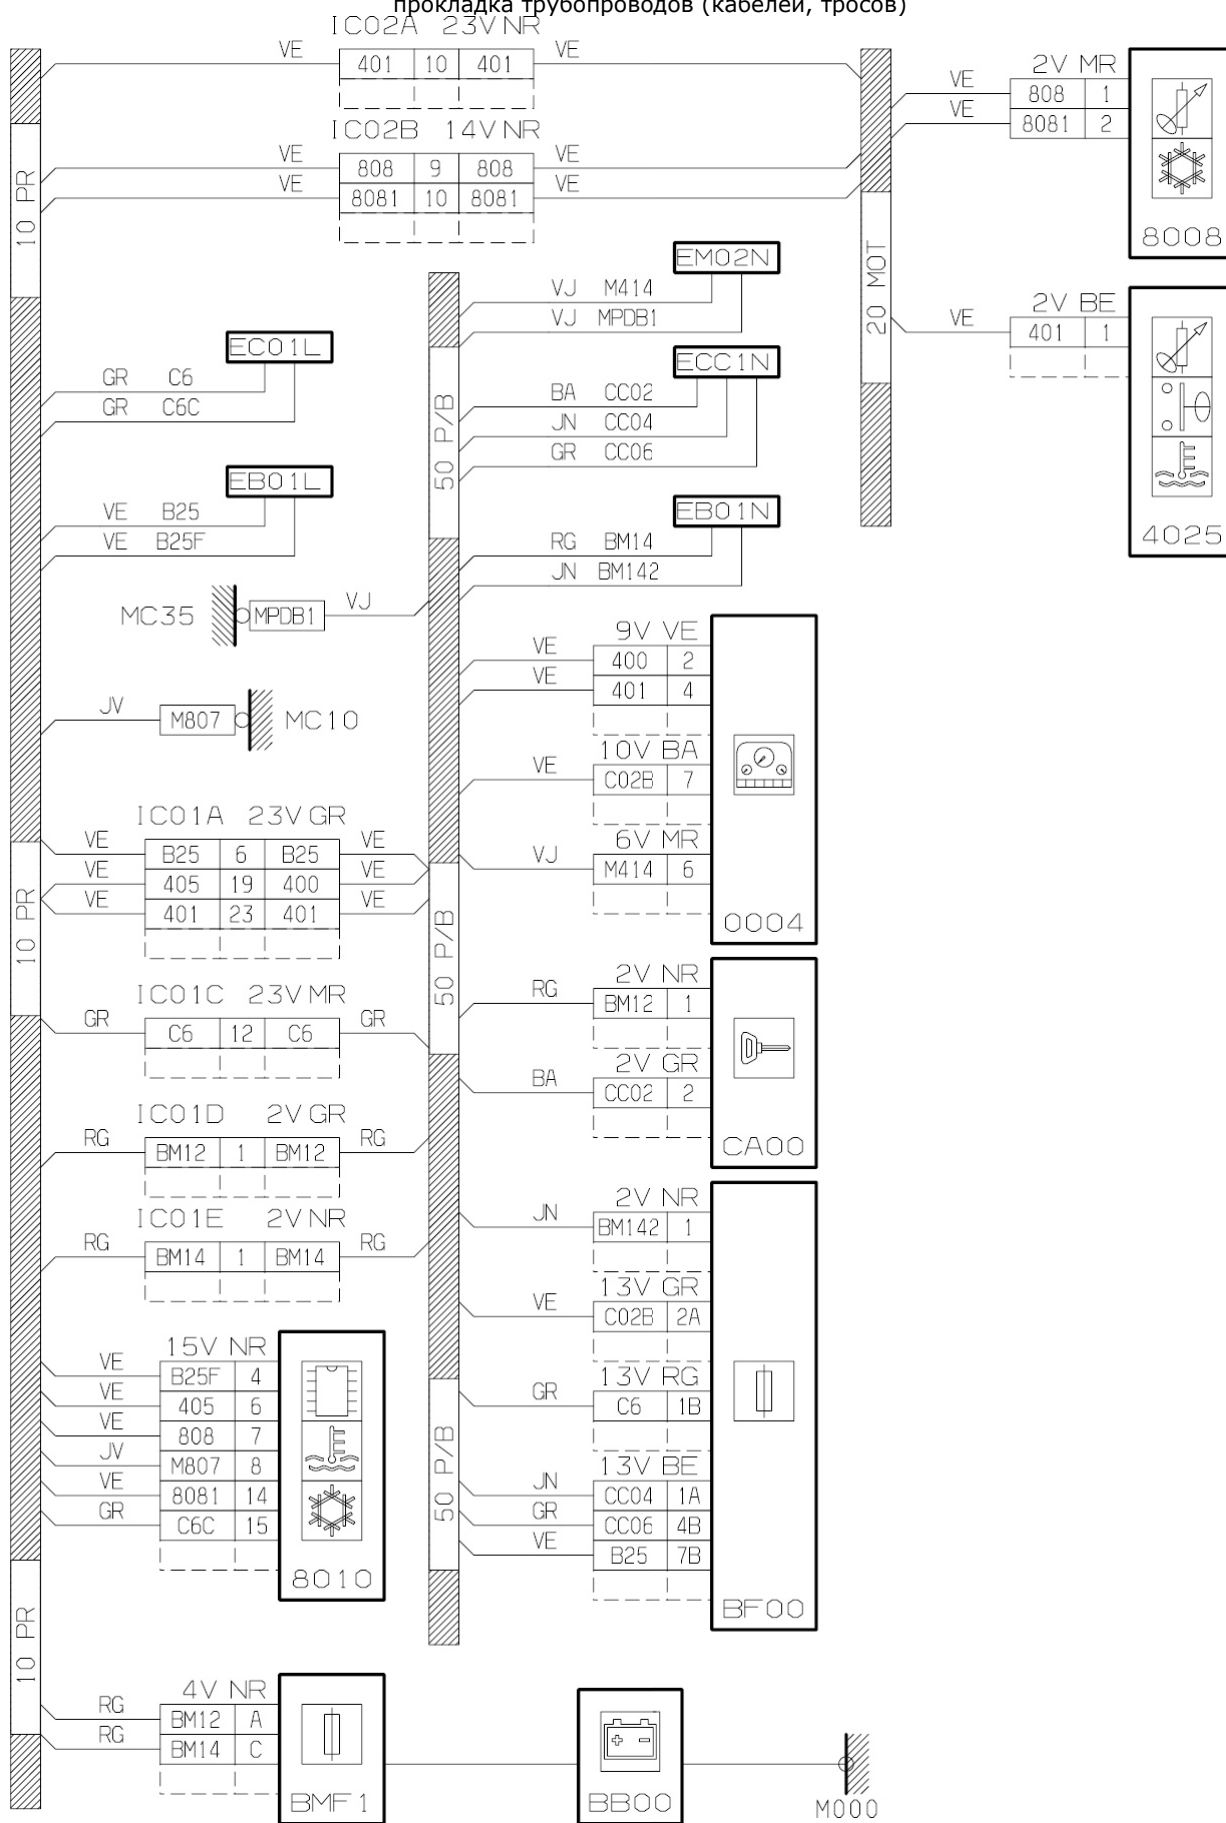 прокладка трубопроводов (кабелей, тросов)
IC02A 23V NR
VE 401 10 401 VE
IC02B 14V NR
VE 808 9 808 VE
VE 8081 10 8081 VE
10 PR
20 MOT
2V MR
VE 808 1
VE 8081 2
8008
2V BE
VE 401 1
4025
EM02N
VJ M414
VJ MPDB1
ECC1N
BA CC02
JN CC04
GR CC06
50 P/B
EB01N
RG BM14
JN BM142
EC01L
GR C6
GR C6C
EB01L
VE B25
VE B25F
MC35 MPDB1 VJ
JV M807 MC10
9V VE
VE 400 2
VE 401 4
10V BA
VE C02B 7
6V MR
VJ M414 6
0004
IC01A 23V GR
VE B25 6 B25 VE
VE 405 19 400 VE
VE 401 23 401 VE
10 PR
50 P/B
IC01C 23V MR
GR C6 12 C6 GR
IC01D 2V GR
RG BM12 1 BM12 RG
IC01E 2V NR
RG BM14 1 BM14 RG
2V NR
RG BM12 1
2V GR
BA CC02 2
CA00
2V NR
JN BM142 1
13V GR
VE C02B 2A
13V RG
GR C6 1B
13V BE
JN CC04 1A
GR CC06 4B
VE B25 7B
BF00
50 P/B
15V NR
VE B25F 4
VE 405 6
VE 808 7
JV M807 8
VE 8081 14
GR C6C 15
8010
10 PR
4V NR
RG BM12 A
RG BM14 C
BMF1
+ -
BB00
M000